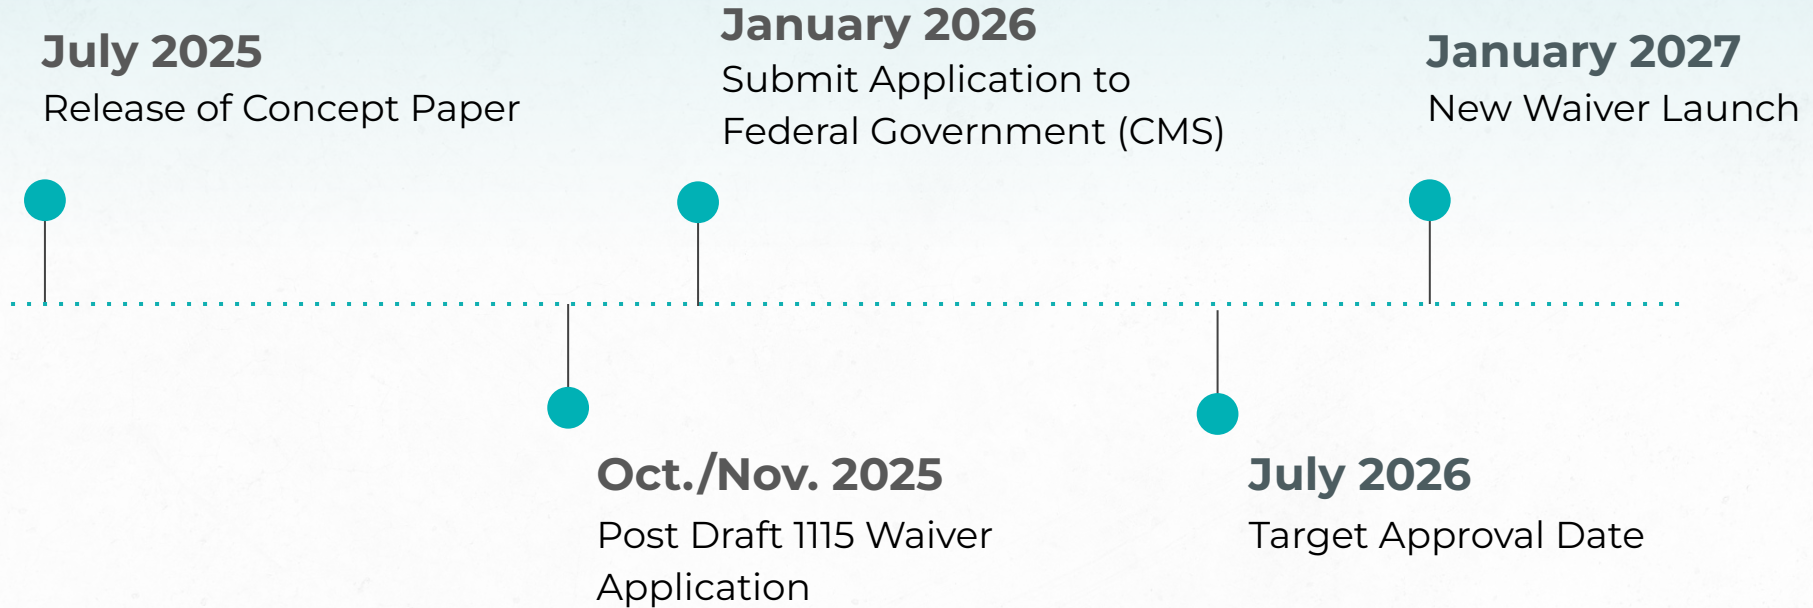 July 2025
Release of Concept Paper
January 2026
Submit Application to
Federal Government (CMS)
January 2027
New Waiver Launch
Oct./Nov. 2025
Post Draft 1115 Waiver
Application
July 2026
Target Approval Date